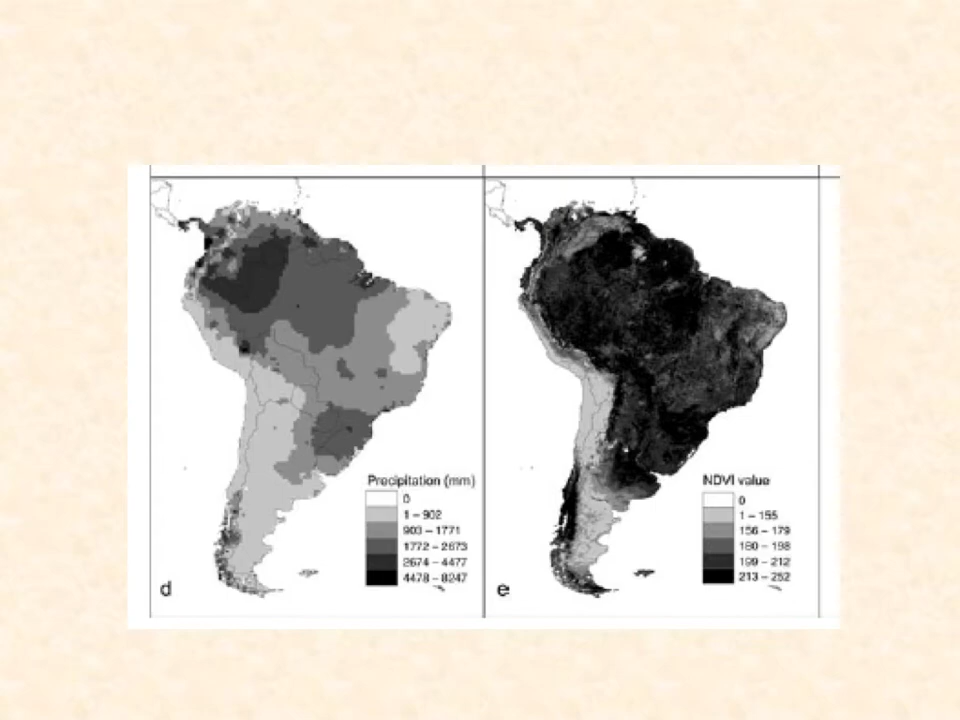 Precipitation (mm)
0
1 – 902
903 – 1771
1772 – 2673
2674 – 4477
4478 – 8247
d
NDVI value
0
1 – 155
156 – 179
180 – 198
199 – 212
213 – 252
e